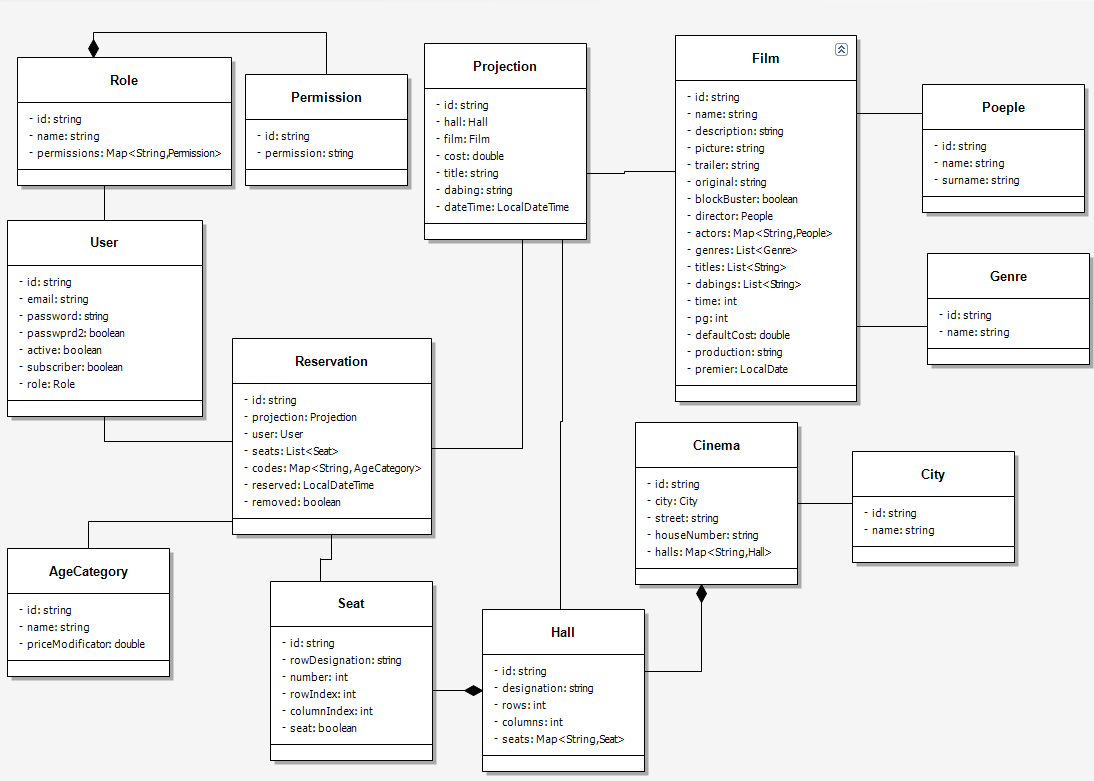 Role
- id: string
- name: string
- permissions: Map<String,Permission>
Permission
- id: string
- permission: string
Projection
- id: string
- hall: Hall
- film: Film
- cost: double
- title: string
- dabing: string
- dateTime: LocalDateTime
Film
- id: string
- name: string
- description: string
- picture: string
- trailer: string
- original: string
- blockBuster: boolean
- director: People
- actors: Map<String,People>
- genres: List<Genre>
- titles: List<String>
- dabings: List<String>
- time: int
- pg: int
- defaultCost: double
- production: string
- premier: LocalDate
Poeple
- id: string
- name: string
- surname: string
User
- id: string
- email: string
- password: string
- passwprd2: boolean
- active: boolean
- subscriber: boolean
- role: Role
Genre
- id: string
- name: string
Reservation
- id: string
- projection: Projection
- user: User
- seats: List<Seat>
- codes: Map<String, AgeCategory>
- reserved: LocalDateTime
- removed: boolean
Cinema
- id: string
- city: City
- street: string
- houseNumber: string
- halls: Map<String,Hall>
City
- id: string
- name: string
AgeCategory
- id: string
- name: string
- priceModificator: double
Seat
- id: string
- rowDesignation: string
- number: int
- rowIndex: int
- columnIndex: int
- seat: boolean
Hall
- id: string
- designation: string
- rows: int
- columns: int
- seats: Map<String,Seat>